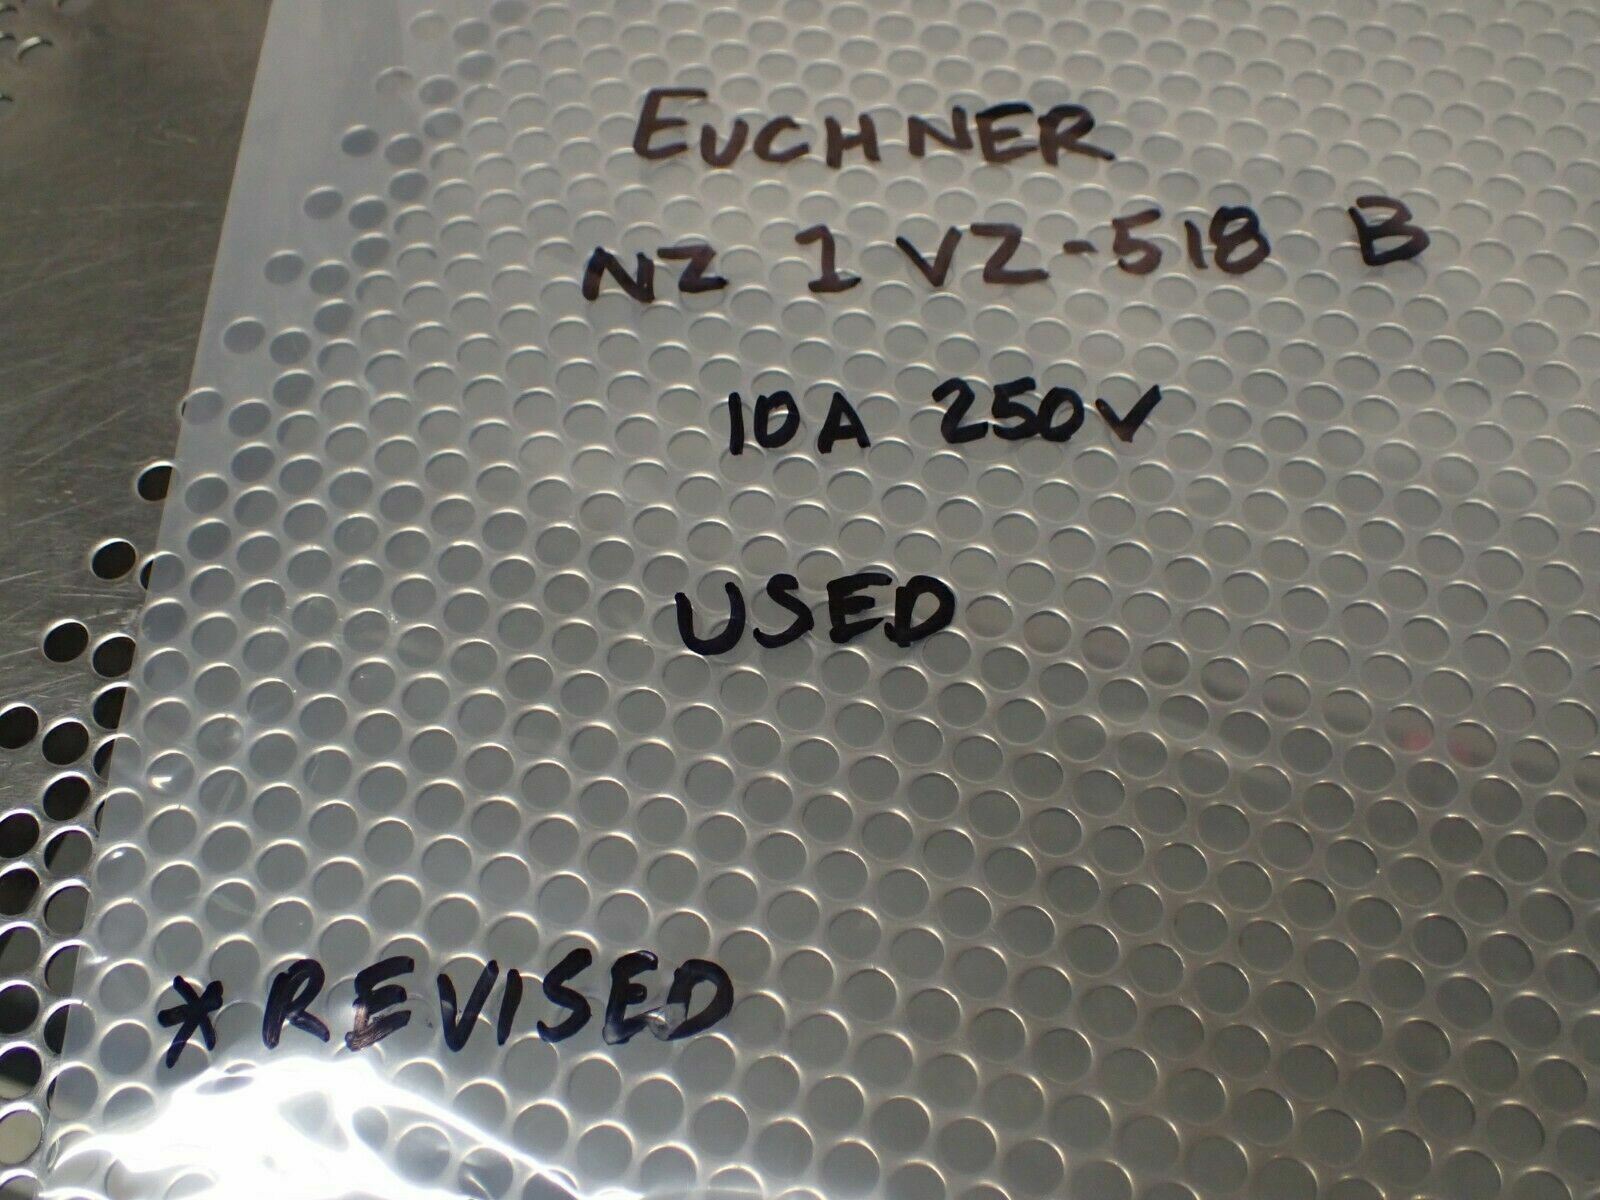 EUCHNER
NZ 1 VZ-518 B
10A 250V
USED
*REVISED